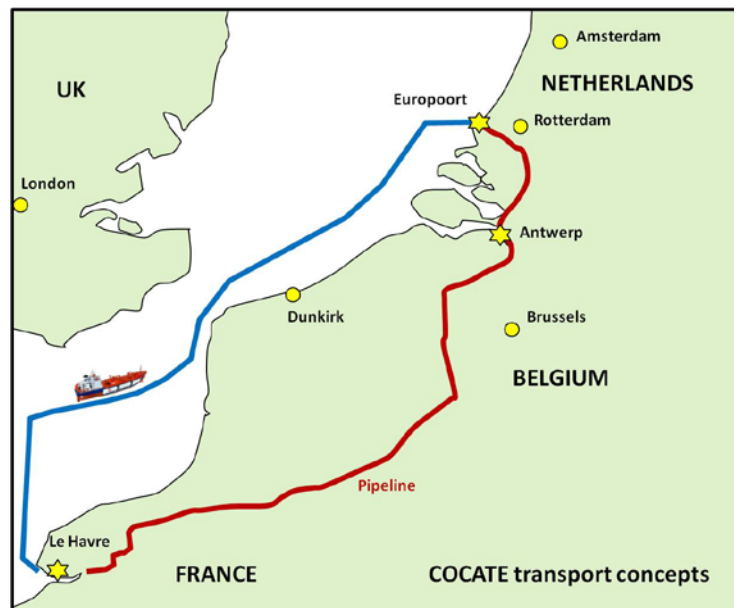 Amsterdam
UK
NETHERLANDS
Europoort
Rotterdam
London
Antwerp
Dunkirk
Brussels
BELGIUM
Pipeline
Le Havre
FRANCE
COCATE transport concepts